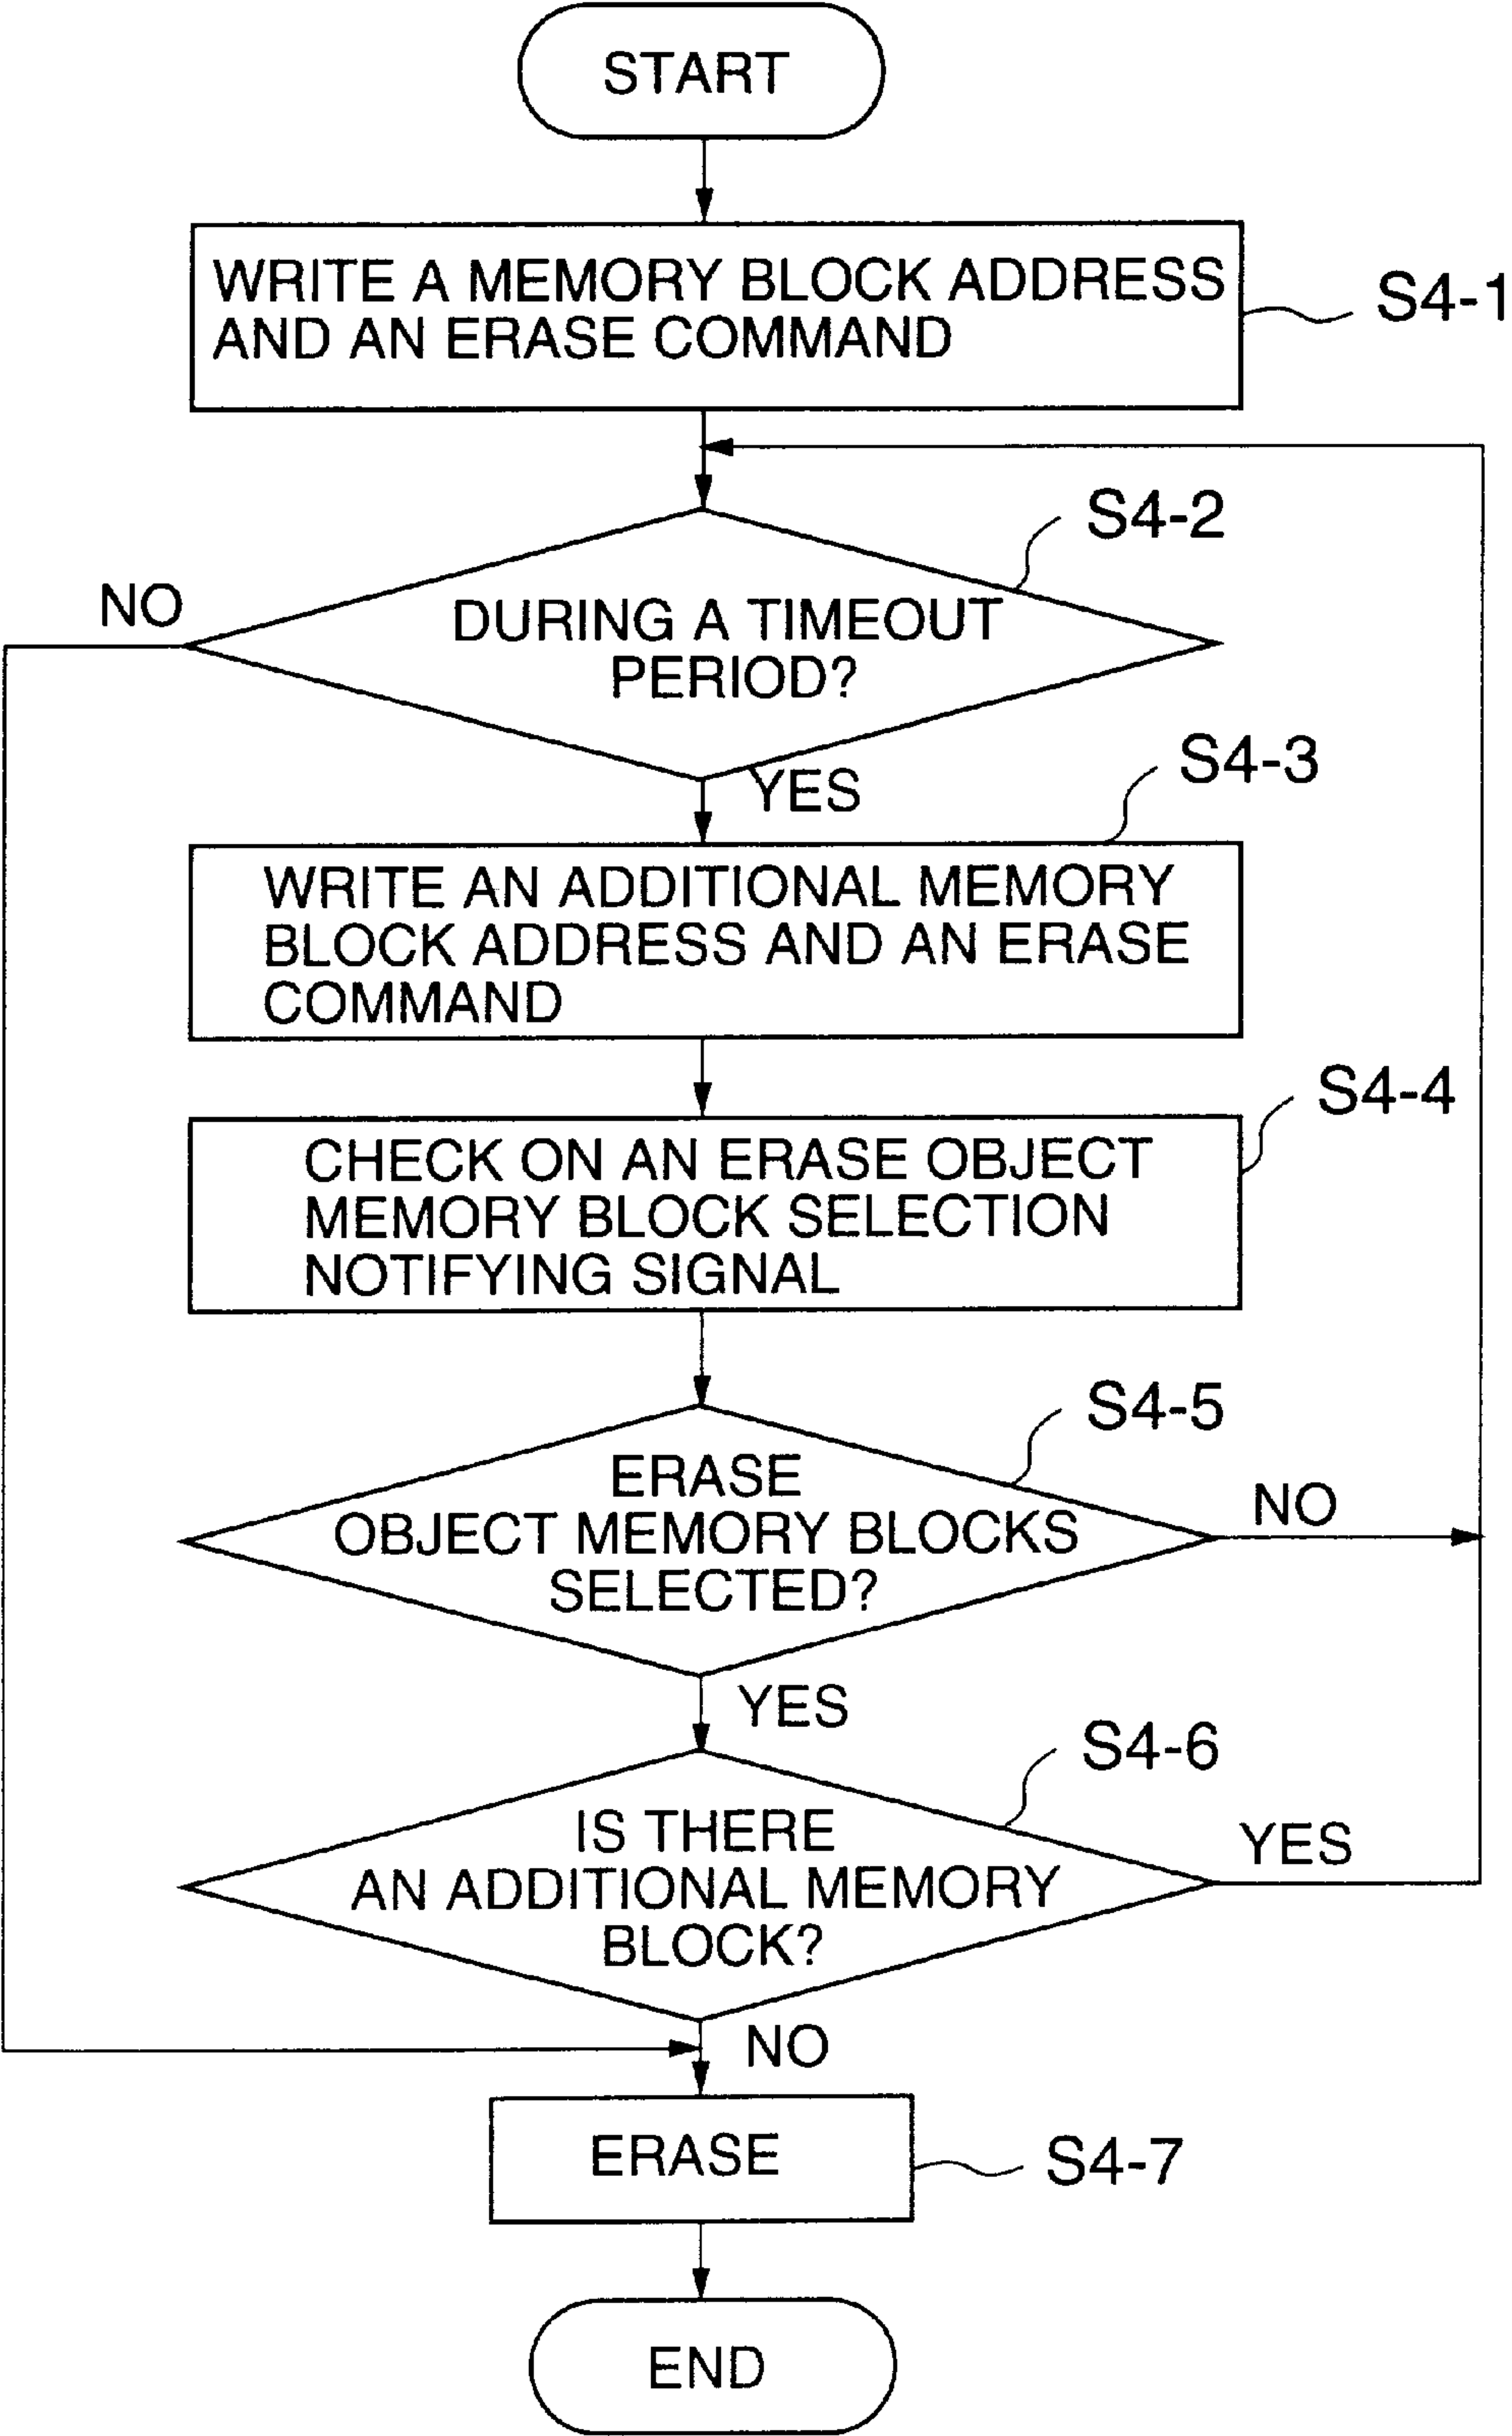 START
WRITE A MEMORY BLOCK ADDRESS
AND AN ERASE COMMAND
S4-1
S4-2
NO
DURING A TIMEOUT
PERIOD?
YES
S4-3
WRITE AN ADDITIONAL MEMORY
BLOCK ADDRESS AND AN ERASE
COMMAND
S4-4
CHECK ON AN ERASE OBJECT
MEMORY BLOCK SELECTION
NOTIFYING SIGNAL
S4-5
ERASE
OBJECT MEMORY BLOCKS
SELECTED?
NO
YES
S4-6
IS THERE
AN ADDITIONAL MEMORY
BLOCK?
YES
NO
ERASE
S4-7
END